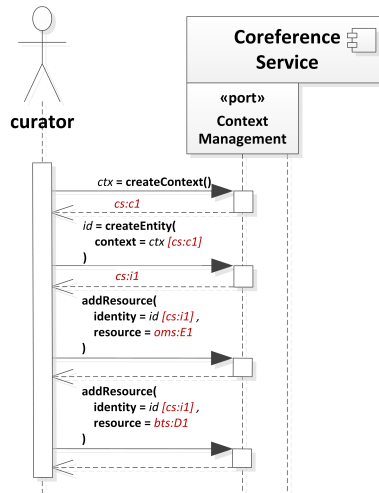 Coreference
Service
«port»
Context
Management
curator
ctx = createContext()
cs:c1
id = createEntity(
context = ctx [cs:c1]
)
cs:i1
addResource(
identity = id [cs:i1] ,
resource = oms:E1
)
addResource(
identity = id [cs:i1] ,
resource = bts:D1
)